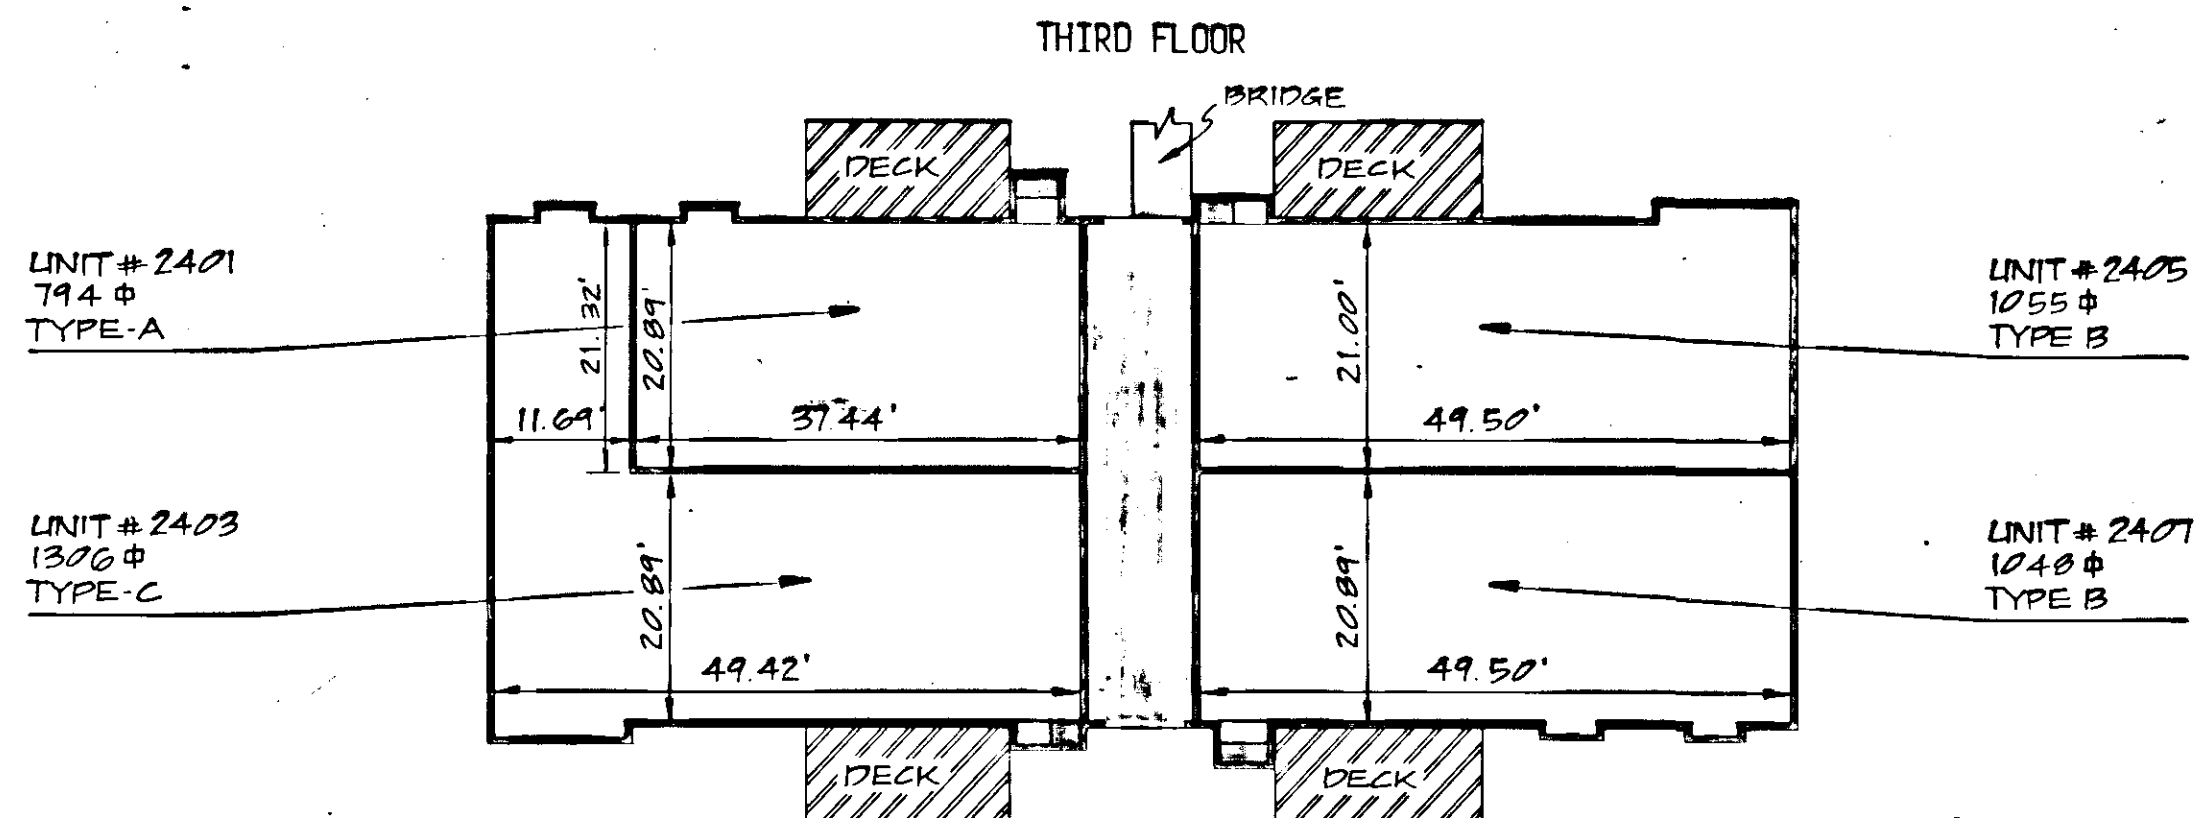 THIRD FLOOR
BRIDGE
DECK
DECK
UNIT # 2401
794 ⌽
TYPE-A
UNIT # 2405
1055 ⌽
TYPE B
21.32'
20.89'
21.00'
11.69'
37.44'
49.50'
UNIT # 2403
1306 ⌽
TYPE-C
UNIT # 2407
1048 ⌽
TYPE B
20.89'
20.89'
49.42'
49.50'
DECK
DECK